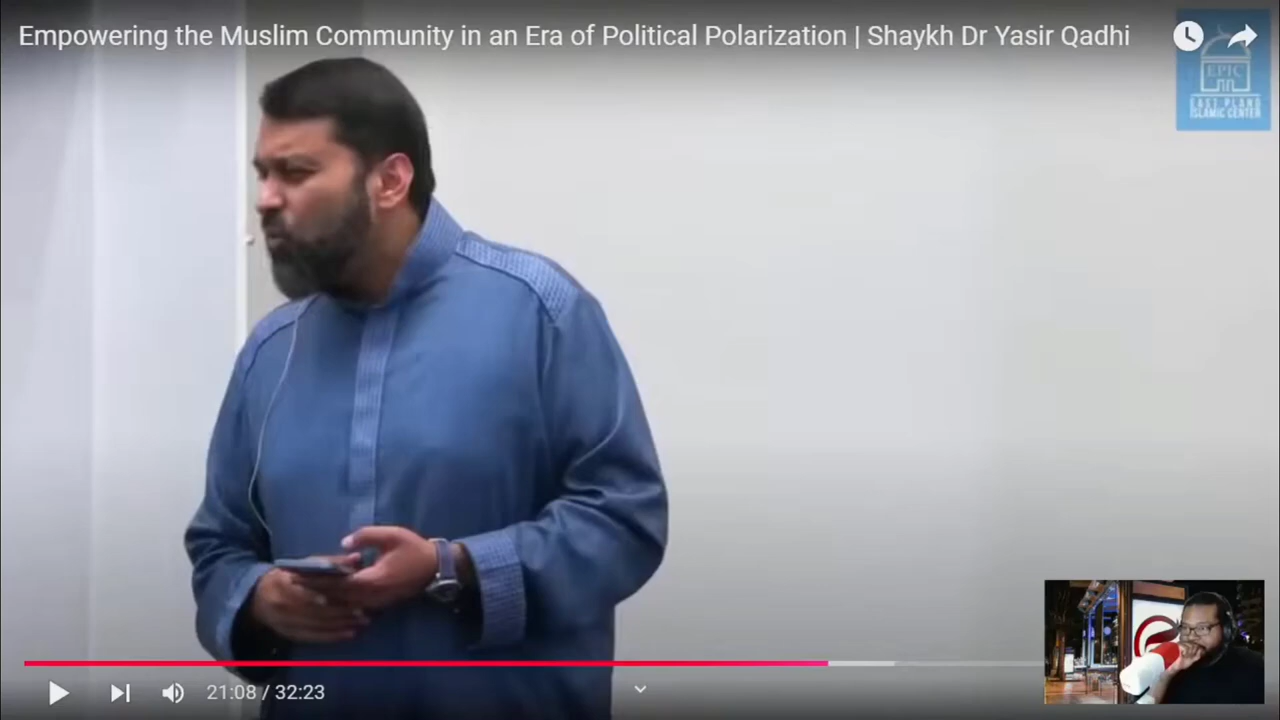 Empowering the Muslim Community in an Era of Political Polarization | Shaykh Dr Yasir Qadhi
EPIC
EAST PLANO
ISLAMIC CENTER
21:08 / 32:23